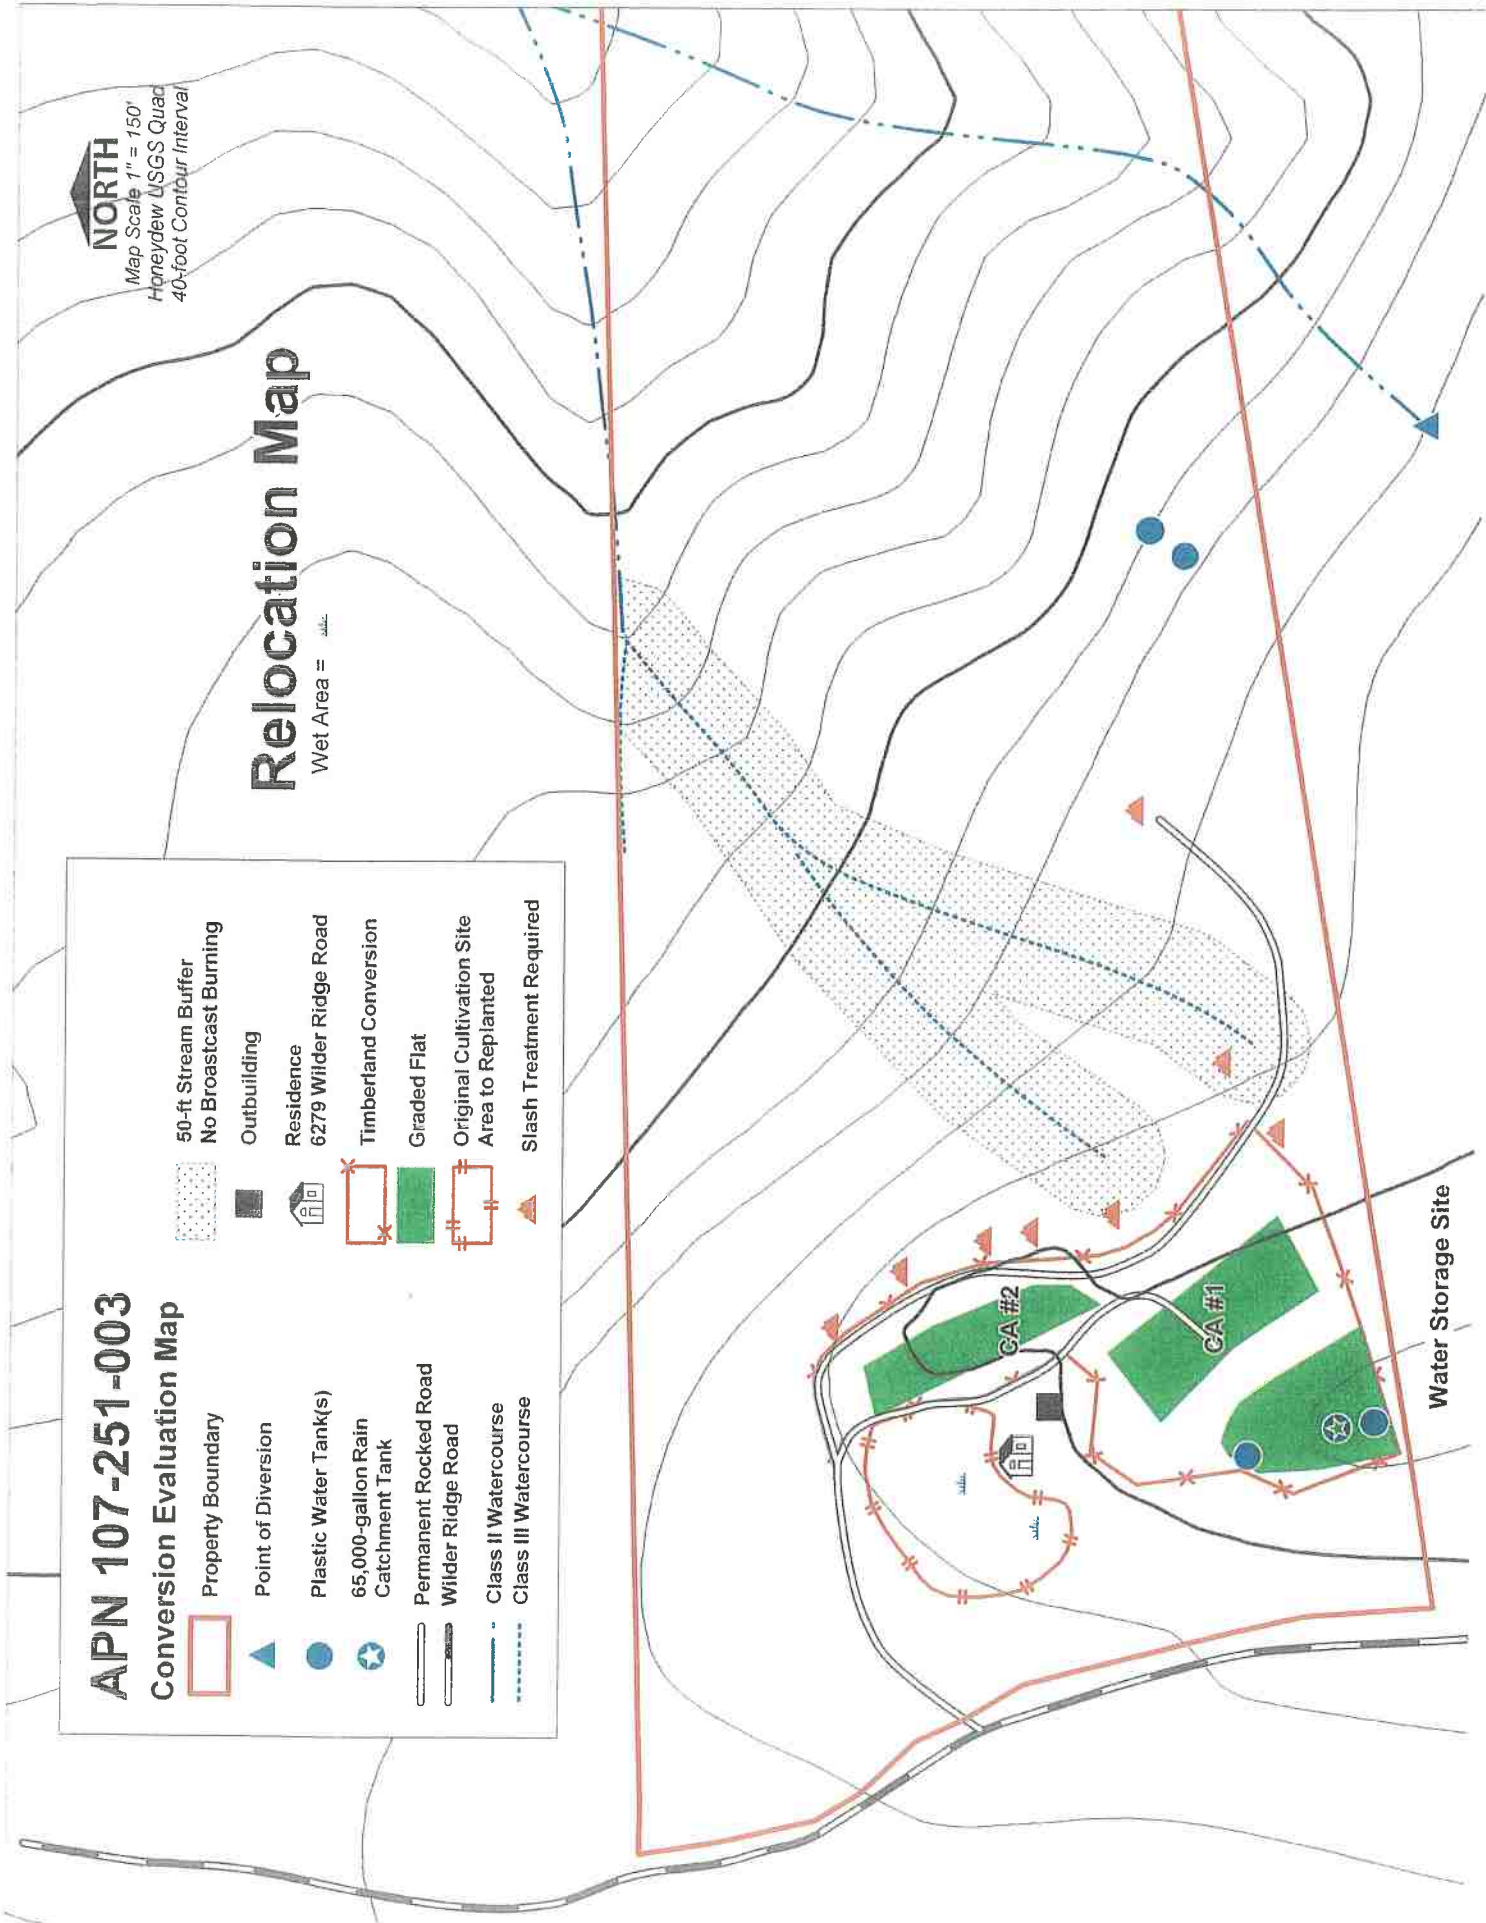 APN 107-251-003
Conversion Evaluation Map
Property Boundary
Point of Diversion
Plastic Water Tank(s)
65,000-gallon Rain
Catchment Tank
Permanent Rocked Road
Wilder Ridge Road
Class II Watercourse
Class III Watercourse
50-ft Stream Buffer
No Broastcast Burning
Outbuilding
Residence
6279 Wilder Ridge Road
Timberland Conversion
Graded Flat
Original Cultivation Site
Area to Replanted
Slash Treatment Required
Relocation Map
Wet Area =
NORTH
Map Scale 1" = 150'
Honeydew USGS Quad
40-foot Contour Interval
CA #2
CA #1
Water Storage Site